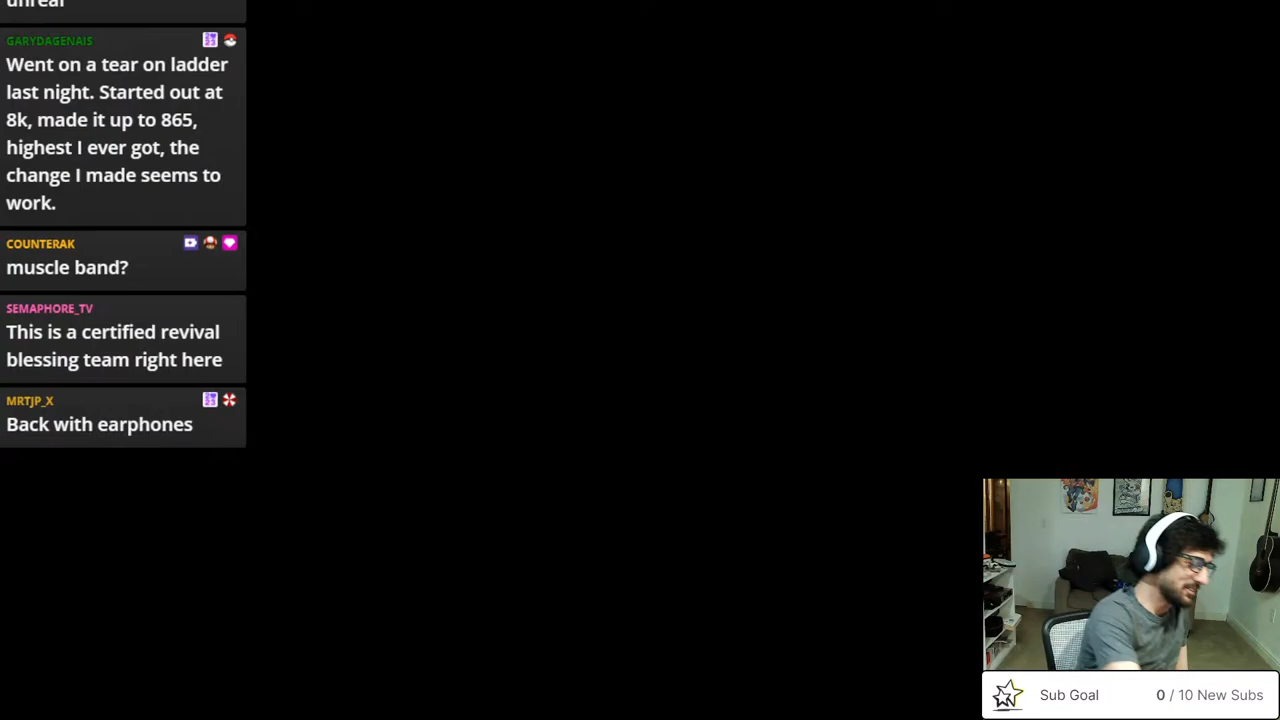 unreal
GARYDAGENAIS
Went on a tear on ladder
last night. Started out at
8k, made it up to 865,
highest I ever got, the
change I made seems to
work.
COUNTERAK
muscle band?
SEMAPHORE_TV
This is a certified revival
blessing team right here
MRTJP_X
Back with earphones
Sub Goal 0 / 10 New Subs